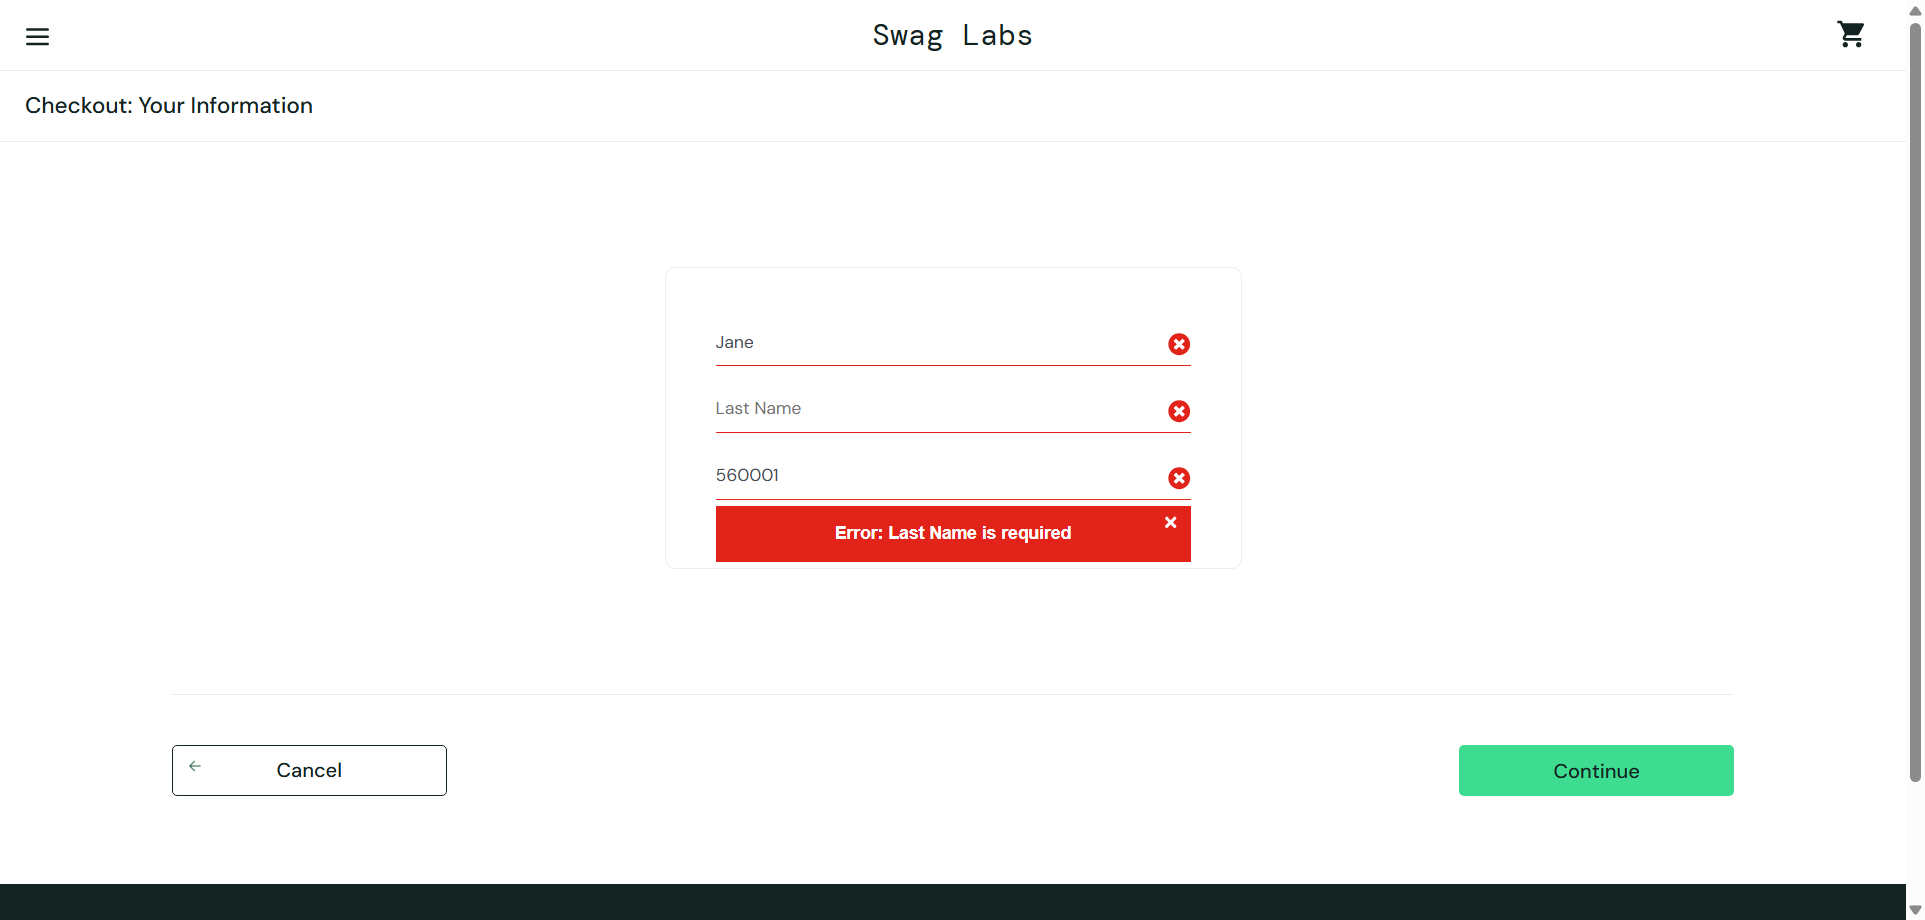 Swag Labs
Checkout: Your Information
Jane
Last Name
560001
Error: Last Name is required
Cancel
Continue